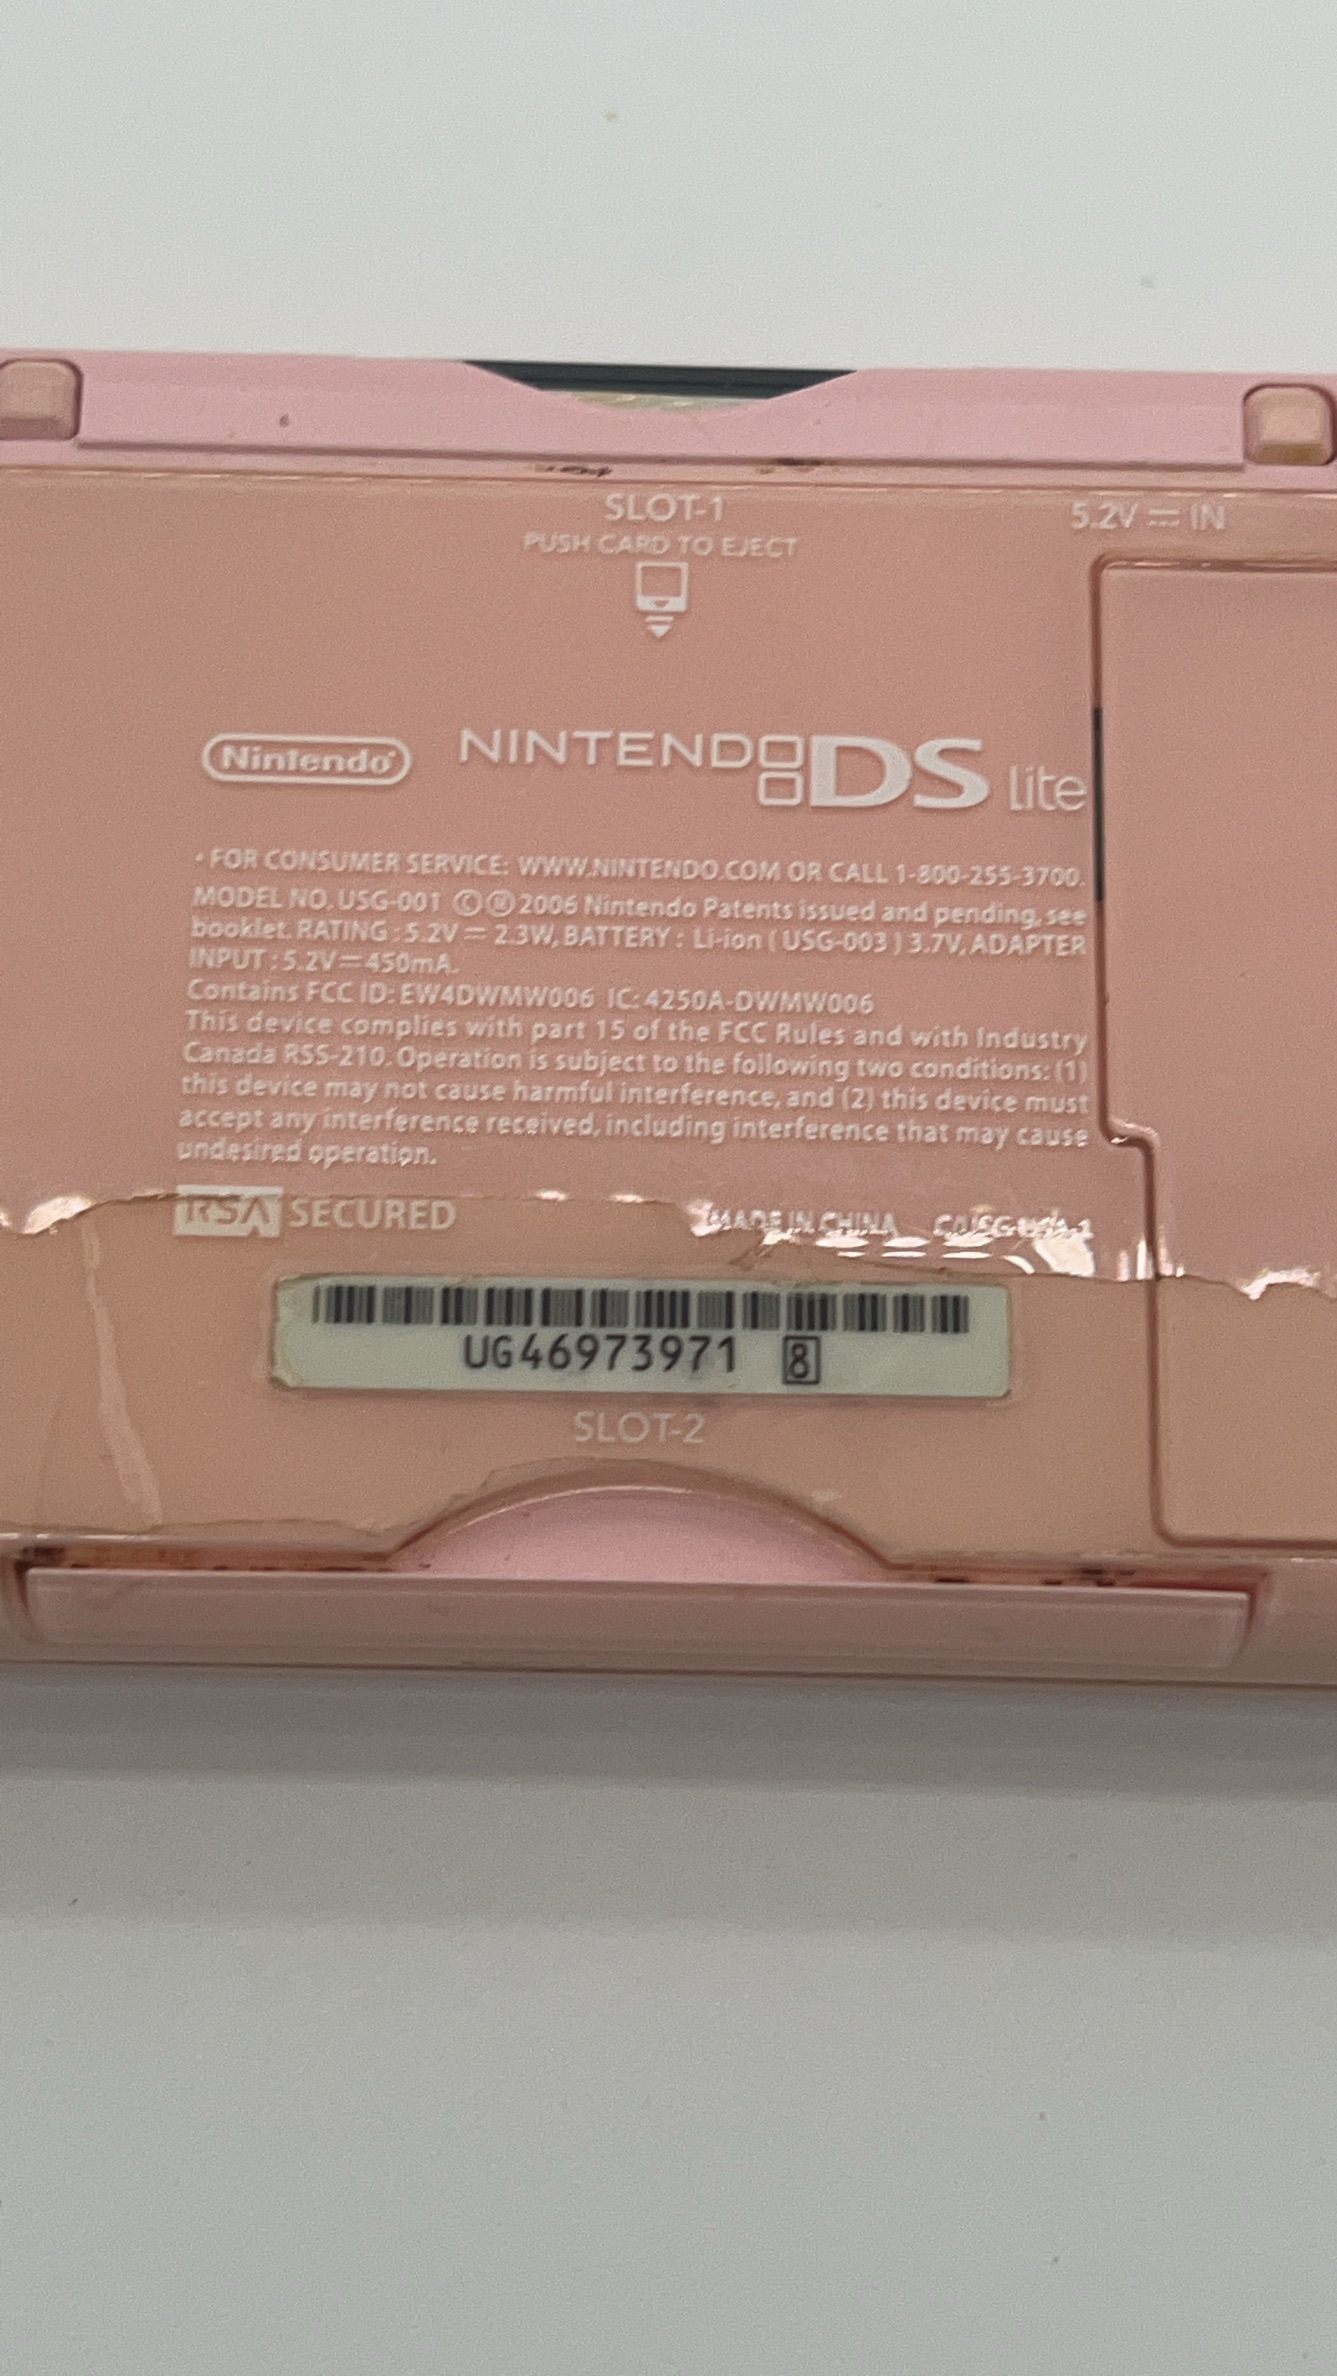 SLOT-1
5.2V ⎓ IN
PUSH CARD TO EJECT
Nintendo®
NINTENDO DS lite
• FOR CONSUMER SERVICE: WWW.NINTENDO.COM OR CALL 1-800-255-3700.
MODEL NO. USG-001 ©Ⓜ2006 Nintendo Patents issued and pending, see
booklet. RATING : 5.2V ⎓ 2.3W, BATTERY : Li-ion ( USG-003 ) 3.7V, ADAPTER
INPUT : 5.2V ⎓ 450mA.
Contains FCC ID: EW4DWMW006 IC: 4250A-DWMW006
This device complies with part 15 of the FCC Rules and with Industry
Canada RSS-210. Operation is subject to the following two conditions: (1)
this device may not cause harmful interference, and (2) this device must
accept any interference received, including interference that may cause
undesired operation.
RSA SECURED
MADE IN CHINA
UG46973971 8
SLOT-2